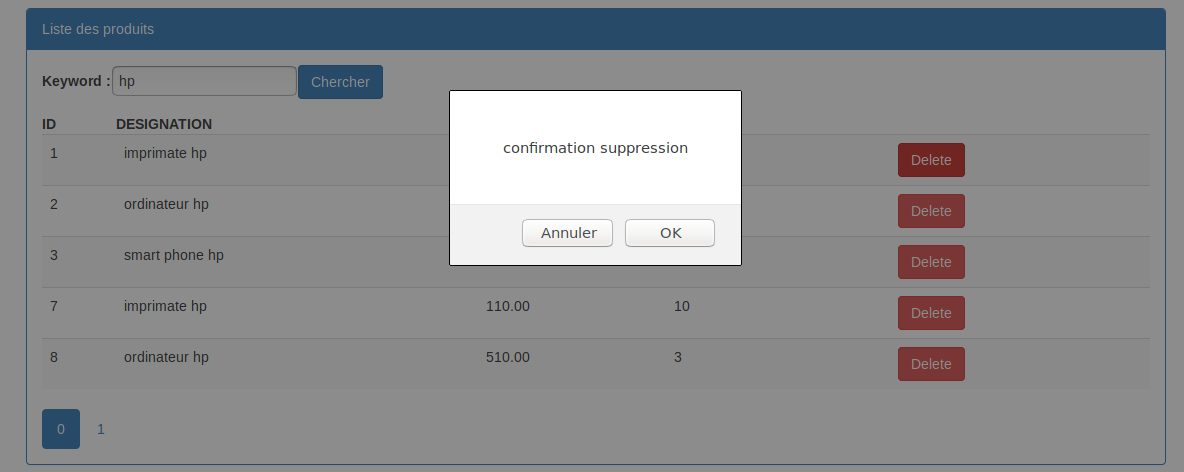 Liste des produits
Keyword : hp Chercher
ID DESIGNATION
confirmation suppression
Annuler OK
1 imprimate hp Delete
2 ordinateur hp Delete
3 smart phone hp Delete
7 imprimate hp 110.00 10 Delete
8 ordinateur hp 510.00 3 Delete
0 1